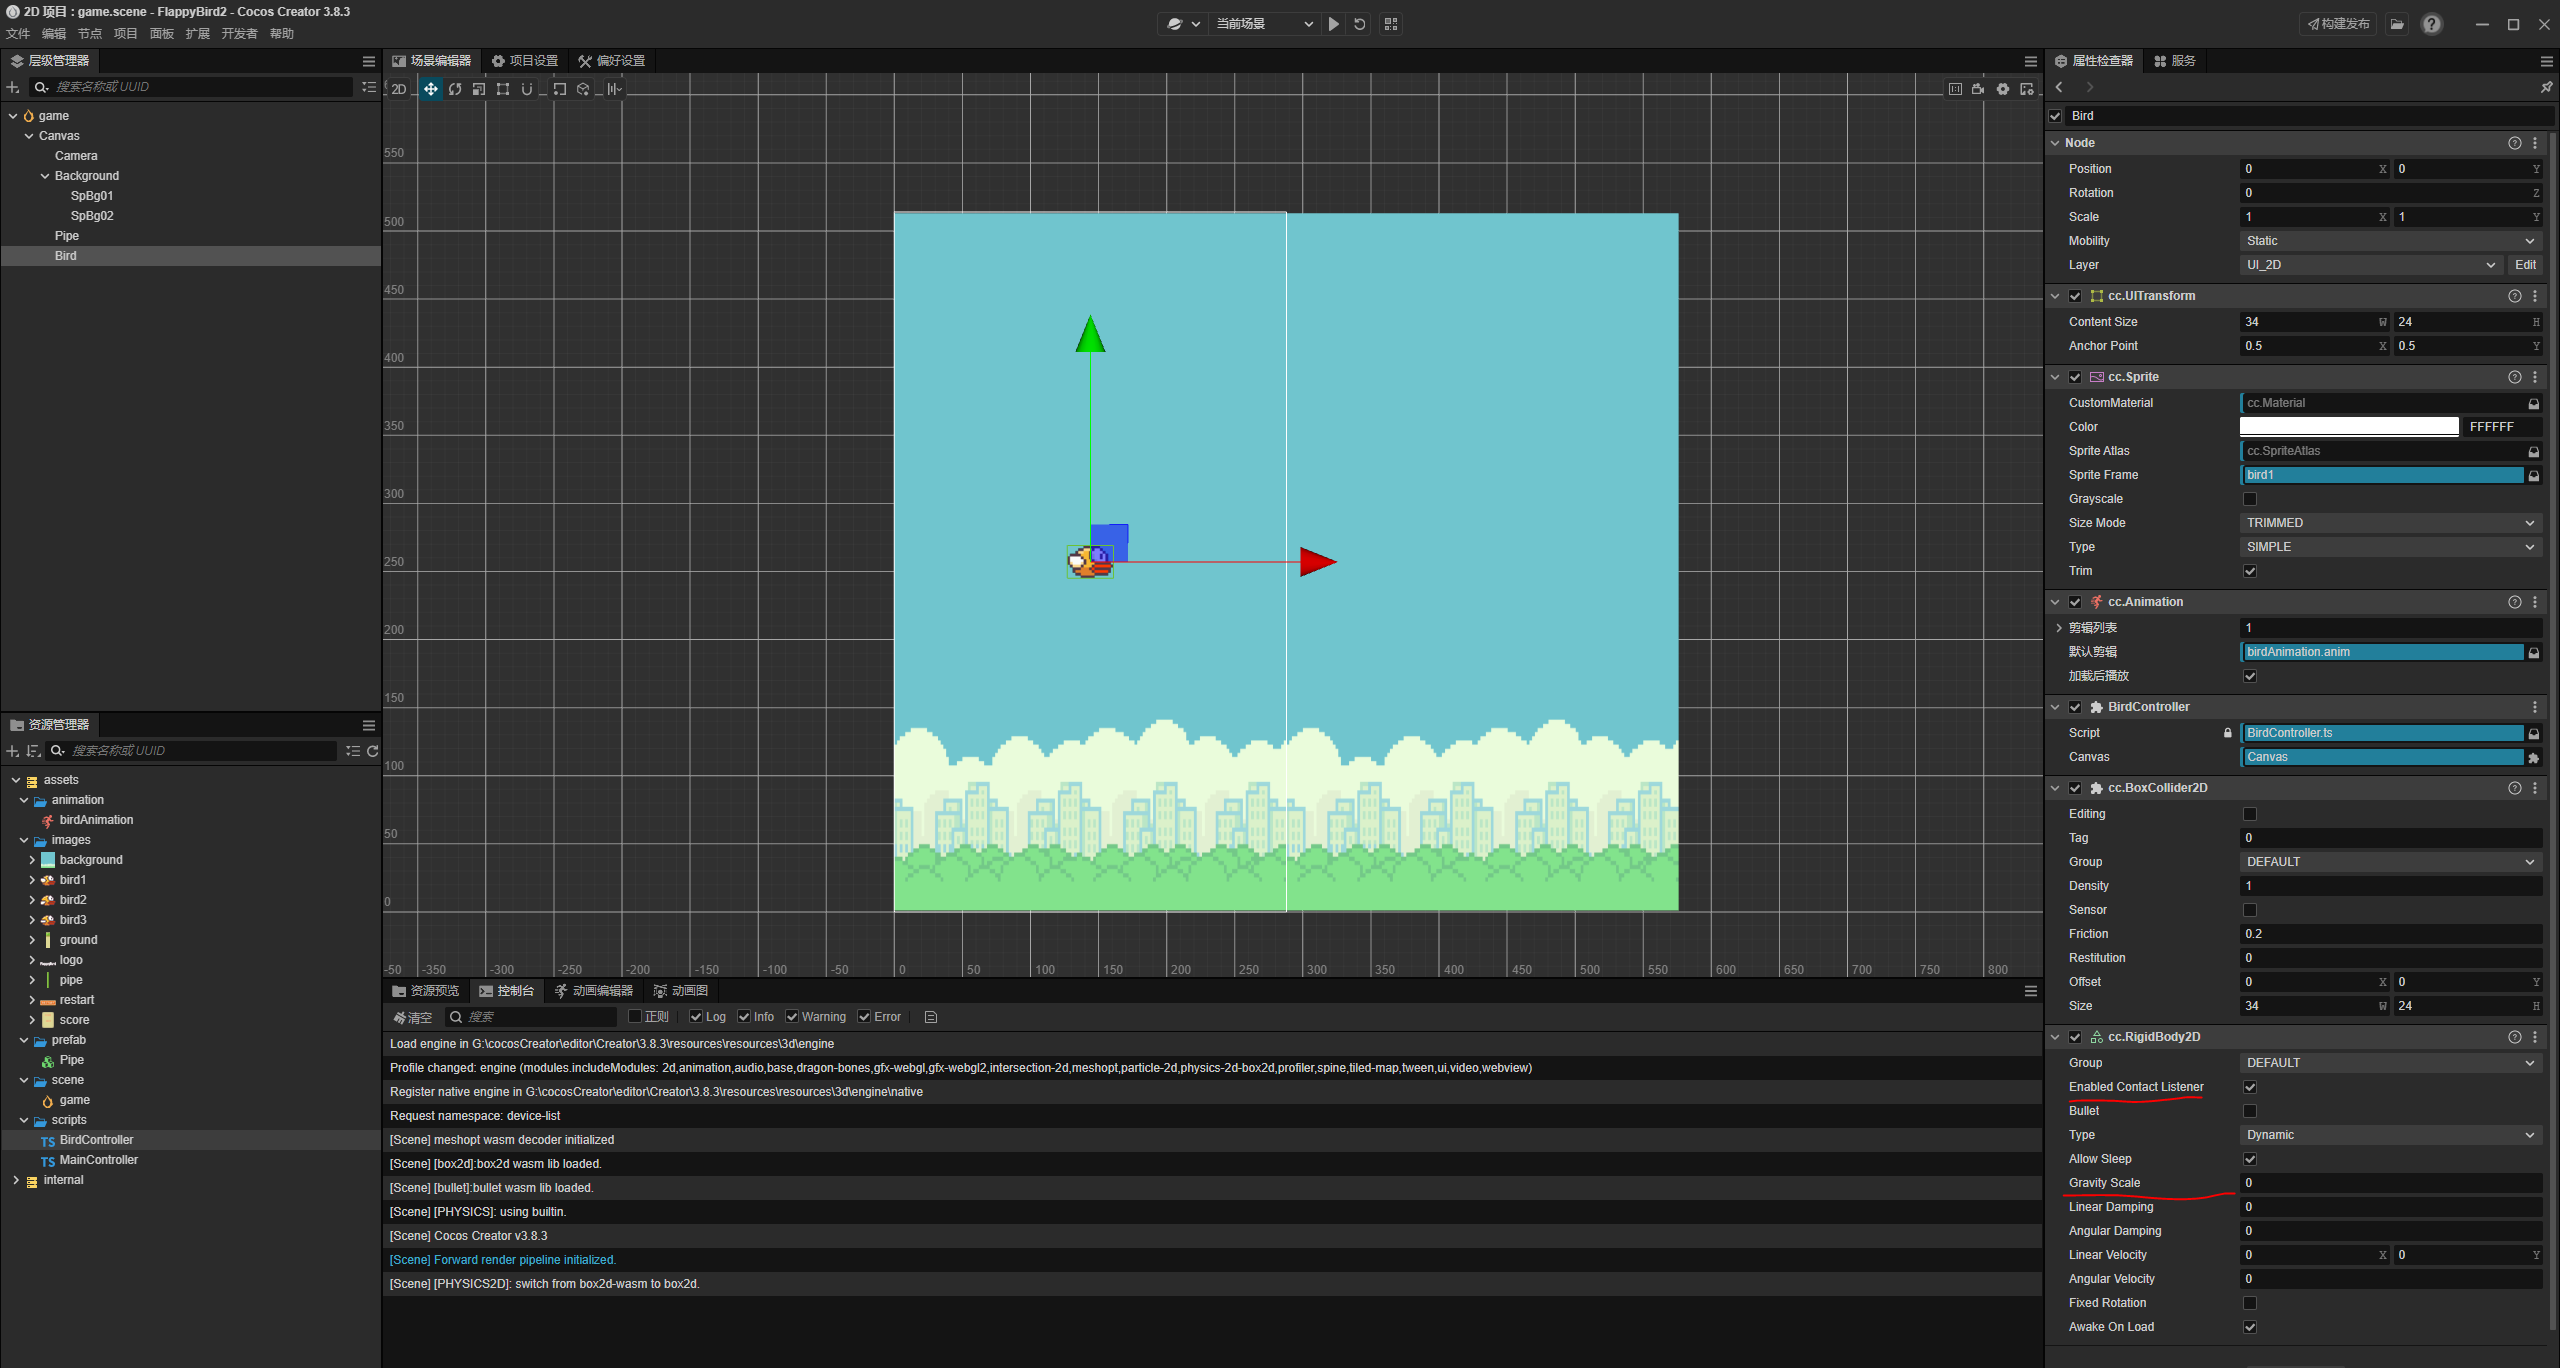 2D 项目 : game.scene - FlappyBird2 - Cocos Creator 3.8.3
文件 编辑 节点 项目 面板 扩展 开发者 帮助
当前场景
构建发布
层级管理器
搜索名称或 UUID
game
Canvas
Camera
Background
SpBg01
SpBg02
Pipe
Bird
资源管理器
搜索名称或 UUID
assets
animation
birdAnimation
images
background
bird1
bird2
bird3
ground
logo
pipe
restart
score
prefab
Pipe
scene
game
scripts
TS BirdController
TS MainController
internal
场景编辑器 项目设置 偏好设置
2D
550
500
450
400
350
300
250
200
150
100
50
0
-50 -350 -300 -250 -200 -150 -100 -50 0 50 100 150 200 250 300 350 400 450 500 550 600 650 700 750 800
资源预览 控制台 动画编辑器 动画图
清空 搜索 正则 Log Info Warning Error
Load engine in G:\cocosCreator\editor\Creator\3.8.3\resources\resources\3d\engine
Profile changed: engine (modules.includeModules: 2d,animation,audio,base,dragon-bones,gfx-webgl,gfx-webgl2,intersection-2d,meshopt,particle-2d,physics-2d-box2d,profiler,spine,tiled-map,tween,ui,video,webview)
Register native engine in G:\cocosCreator\editor\Creator\3.8.3\resources\resources\3d\engine\native
Request namespace: device-list
[Scene] meshopt wasm decoder initialized
[Scene] [box2d]:box2d wasm lib loaded.
[Scene] [bullet]:bullet wasm lib loaded.
[Scene] [PHYSICS]: using builtin.
[Scene] Cocos Creator v3.8.3
[Scene] Forward render pipeline initialized.
[Scene] [PHYSICS2D]: switch from box2d-wasm to box2d.
属性检查器 服务
Bird
Node
Position 0 X 0 Y
Rotation 0 Z
Scale 1 X 1 Y
Mobility Static
Layer UI_2D Edit
cc.UITransform
Content Size 34 W 24 H
Anchor Point 0.5 X 0.5 Y
cc.Sprite
CustomMaterial cc.Material
Color FFFFFF
Sprite Atlas cc.SpriteAtlas
Sprite Frame bird1
Grayscale
Size Mode TRIMMED
Type SIMPLE
Trim
cc.Animation
剪辑列表 1
默认剪辑 birdAnimation.anim
加载后播放
BirdController
Script BirdController.ts
Canvas Canvas
cc.BoxCollider2D
Editing
Tag 0
Group DEFAULT
Density 1
Sensor
Friction 0.2
Restitution 0
Offset 0 X 0 Y
Size 34 W 24 H
cc.RigidBody2D
Group DEFAULT
Enabled Contact Listener
Bullet
Type Dynamic
Allow Sleep
Gravity Scale 0
Linear Damping 0
Angular Damping 0
Linear Velocity 0 X 0 Y
Angular Velocity 0
Fixed Rotation
Awake On Load